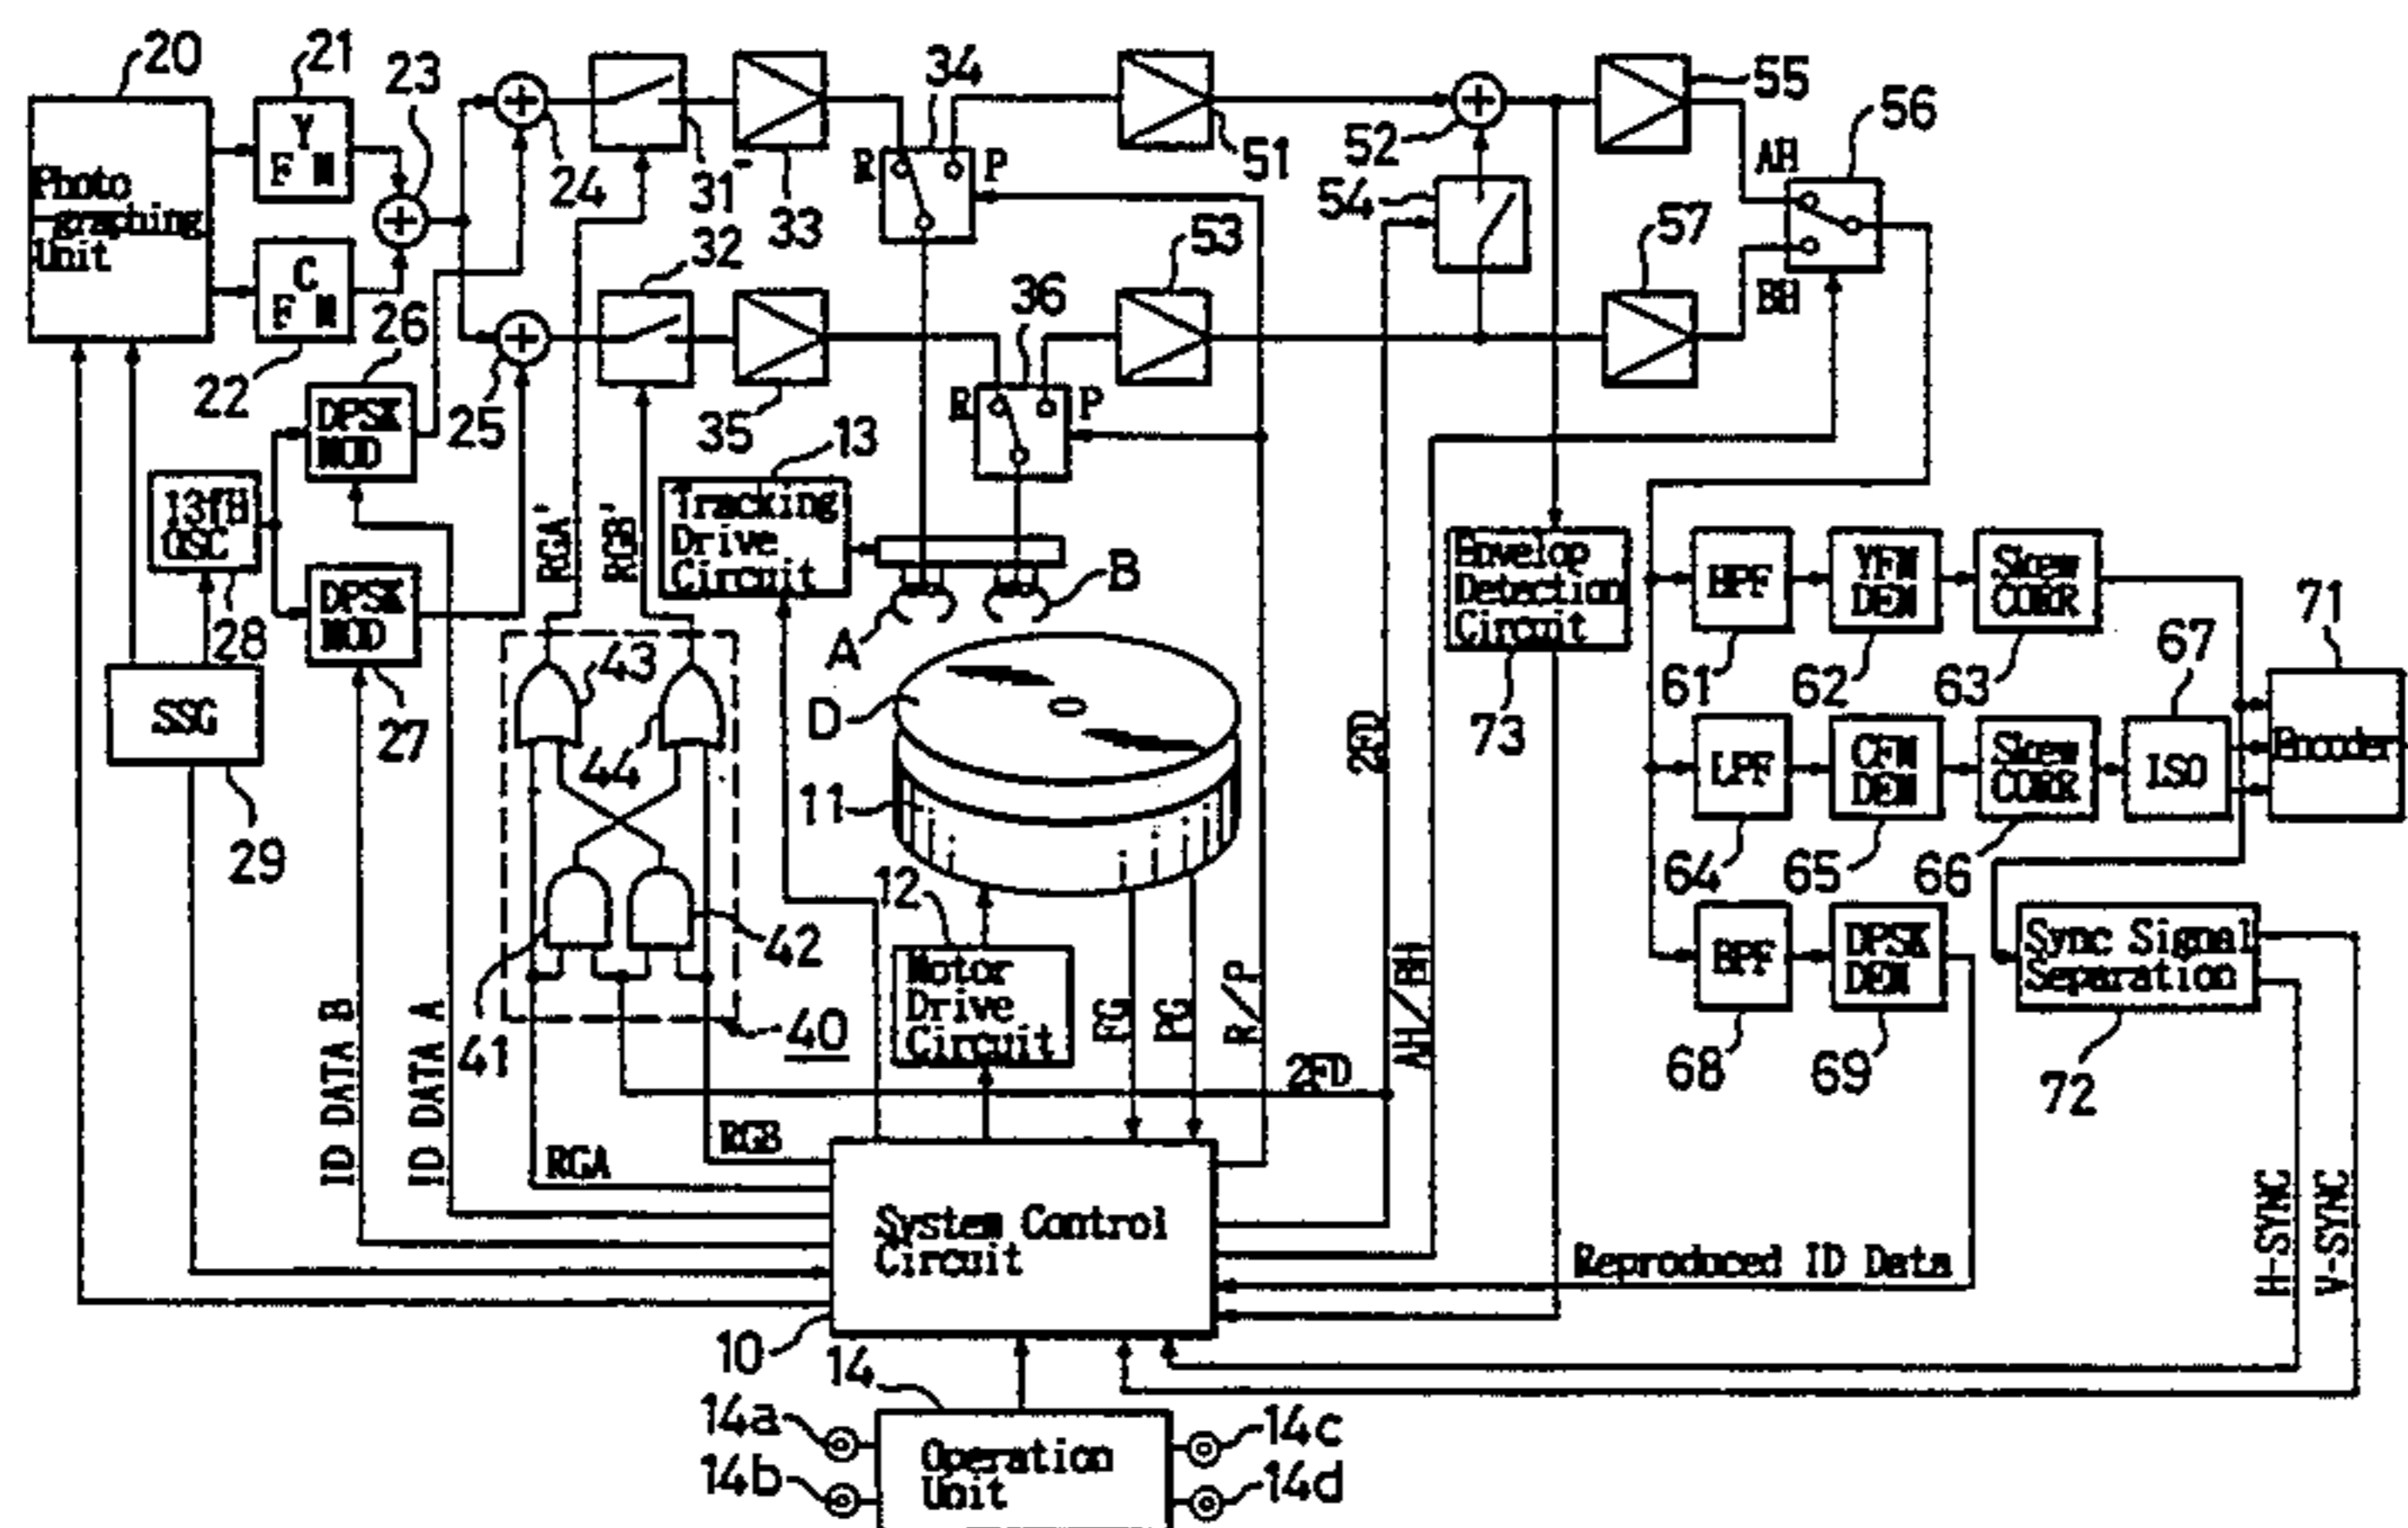 20
21
23
34
55
56
Y
FM
24
31
33
R
P
51
52
AH
Photo
-graphing
Unit
54
57
32
53
C
FM
26
36
BH
22
25
35
R
P
DPSK
MOD
13
13fH
OSC
Tracking
Drive
Circuit
RGA'
RGB'
Envelop
Detection
Circuit
HPF
YFM
DEM
Skew
CORR
71
28
DPSK
MOD
A
B
43
61
62
63
67
SSG
27
D
73
44
2FD
LPF
CFM
DEM
Skew
CORR
ISO
Encoder
11
29
12
64
65
66
42
BPF
DPSK
DEM
Sync Signal
Separation
Motor
Drive
Circuit
ID DATA B
ID DATA A
41
40
FG
PG
R/P
AH/BH
68
69
72
2FD
RGB
RGA
H-SYNC
V-SYNC
System Control
Circuit
Reproduced ID Data
10
14
14a
14c
Operation
Unit
14b
14d